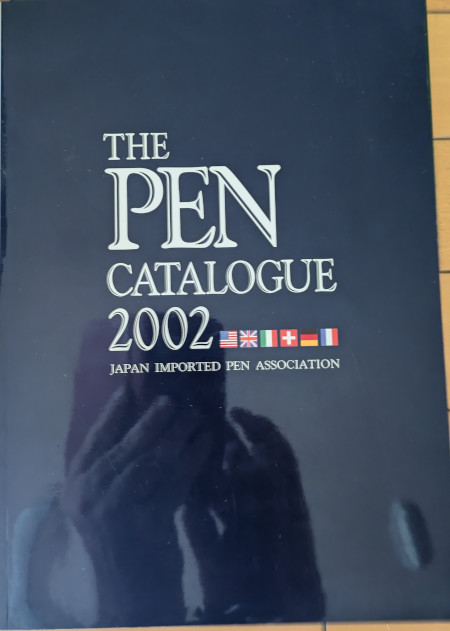 THE
PEN
CATALOGUE
2002
JAPAN IMPORTED PEN ASSOCIATION